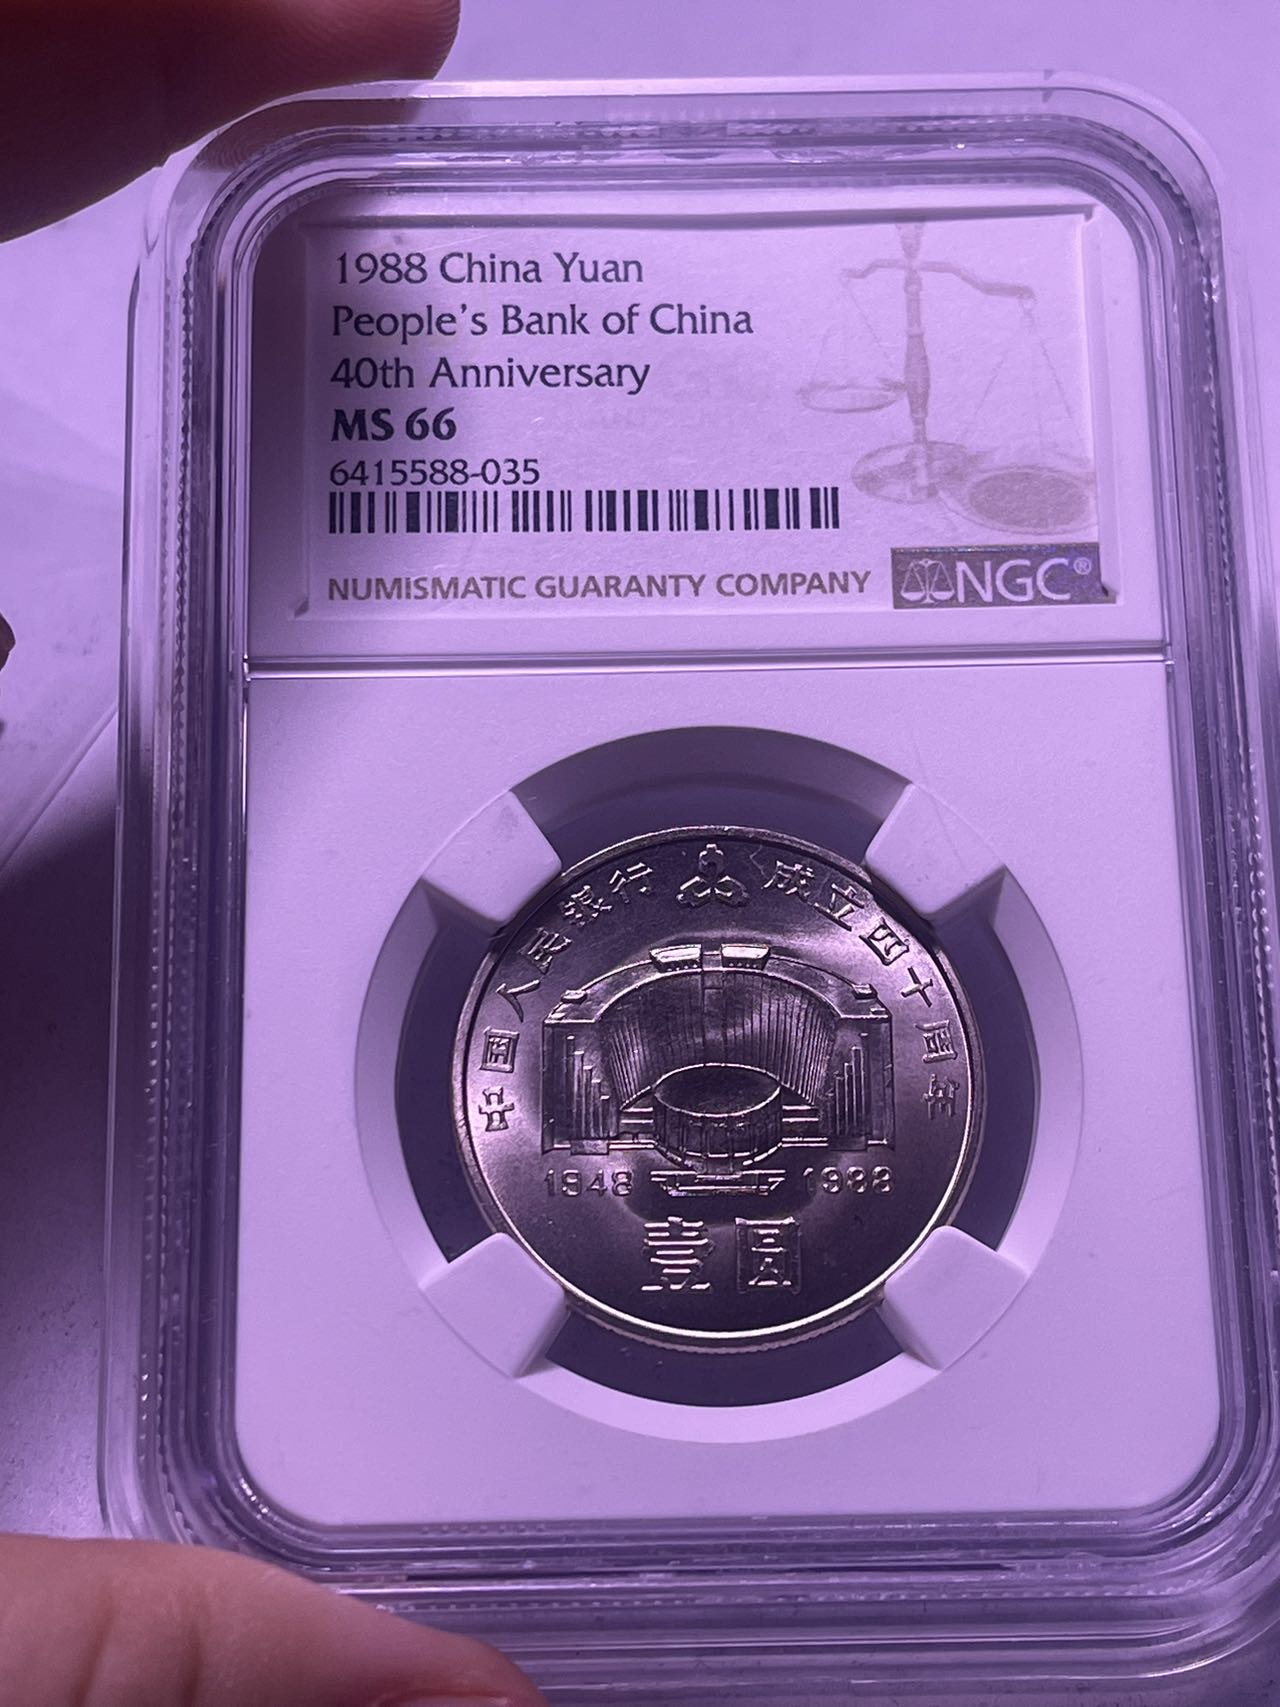 1988 China Yuan
People's Bank of China
40th Anniversary
MS 66
6415588-035
NUMISMATIC GUARANTY COMPANY NGC®
中国人民银行 成立四十周年
1948 1988
壹圆